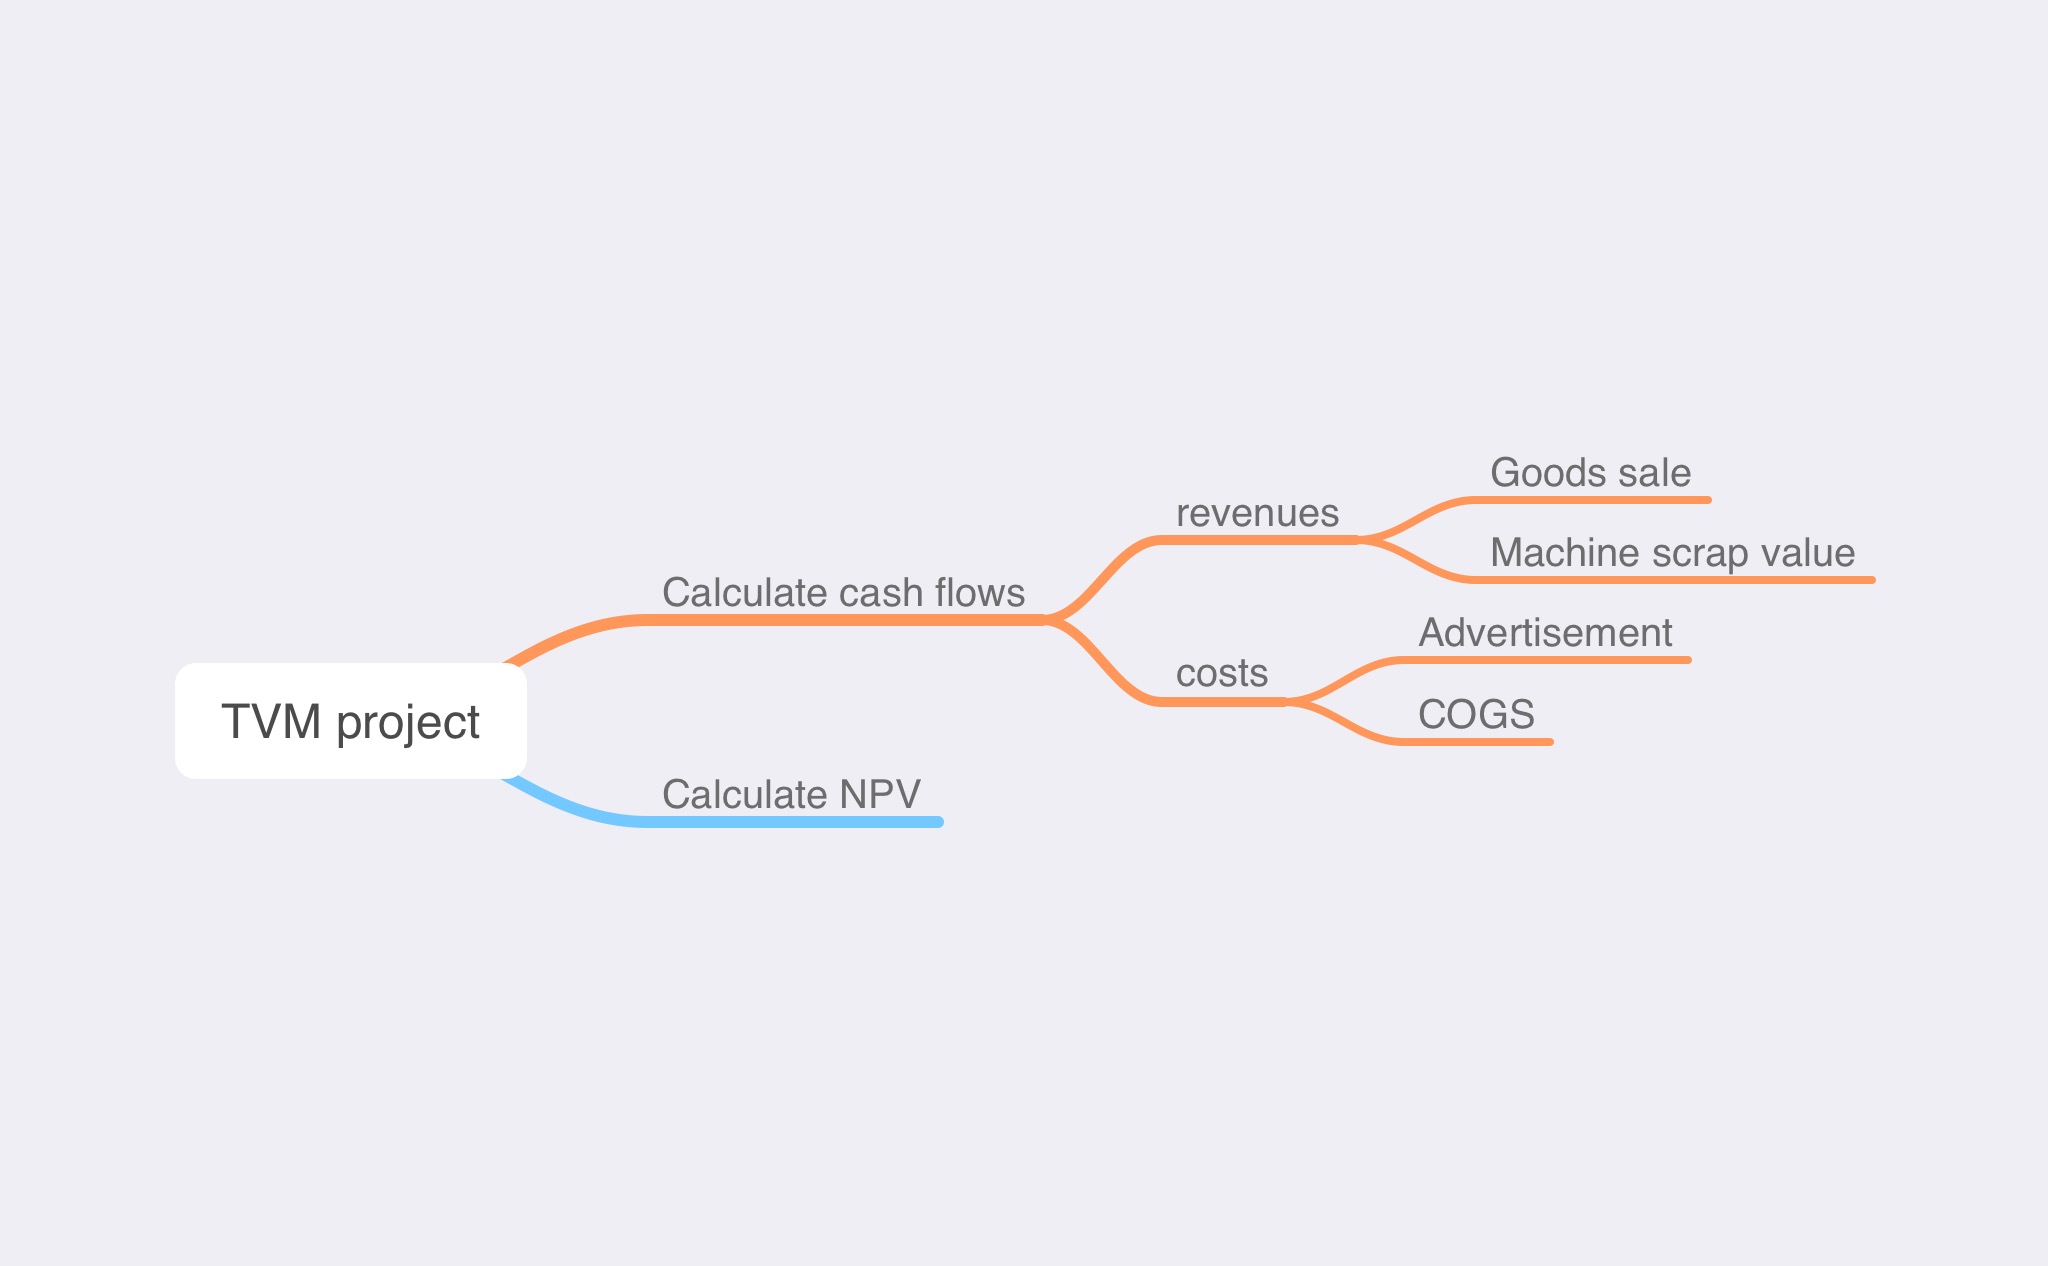 TVM project
Calculate cash flows
revenues
Goods sale
Machine scrap value
costs
Advertisement
COGS
Calculate NPV